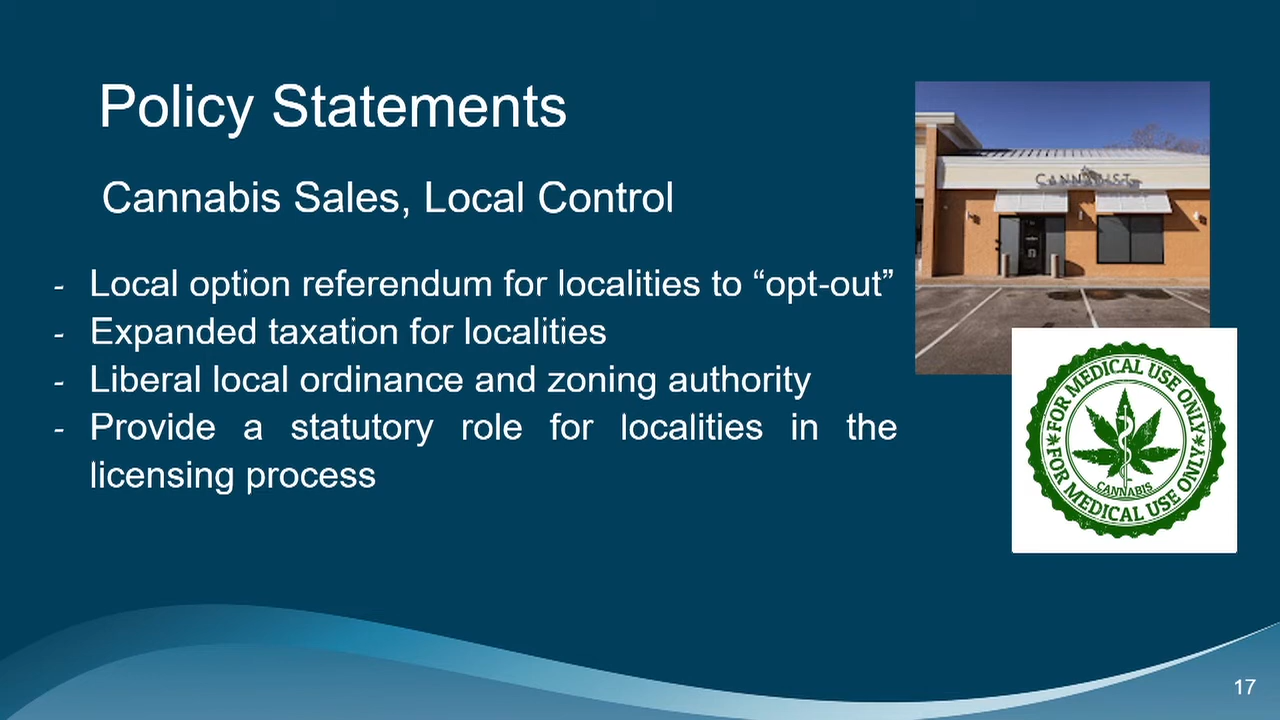 Policy Statements
Cannabis Sales, Local Control
- Local option referendum for localities to “opt-out”
- Expanded taxation for localities
- Liberal local ordinance and zoning authority
- Provide a statutory role for localities in the
licensing process
CANNABIST
FOR MEDICAL USE ONLY
CANNABIS
FOR MEDICAL USE ONLY
17